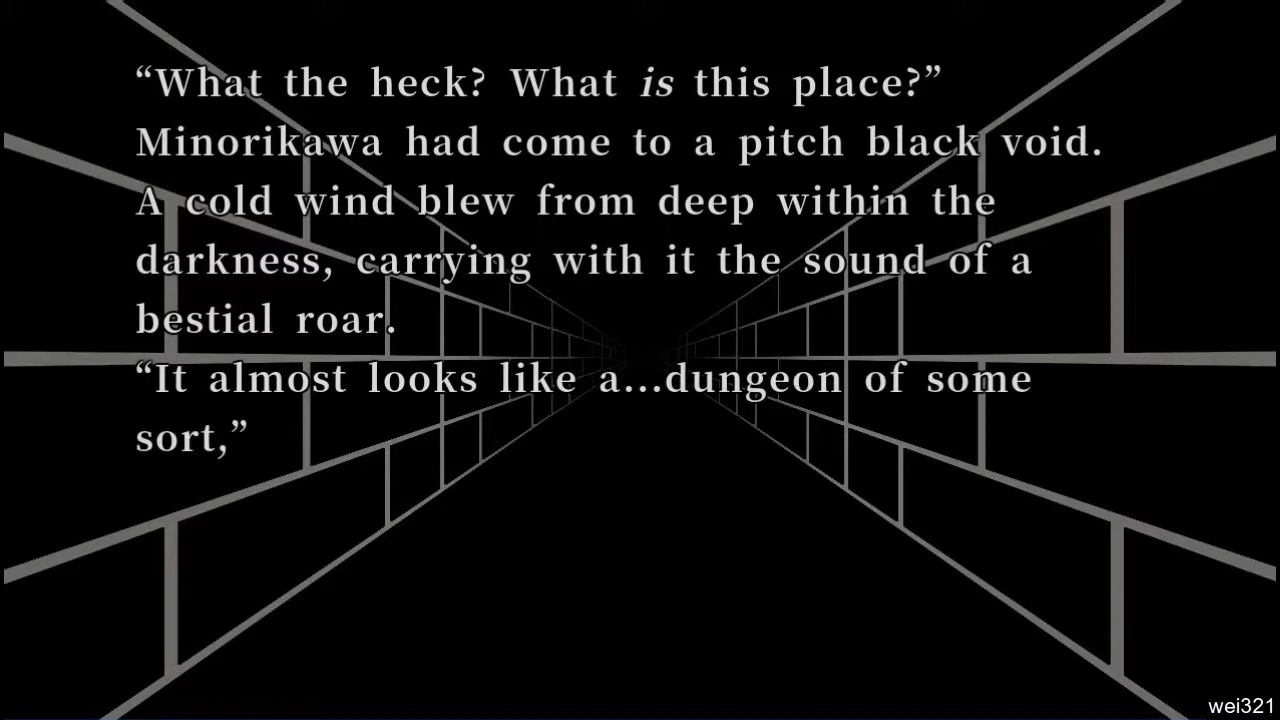 “What the heck? What is this place?”
Minorikawa had come to a pitch black void.
A cold wind blew from deep within the
darkness, carrying with it the sound of a
bestial roar.
“It almost looks like a...dungeon of some
sort,”
wei321